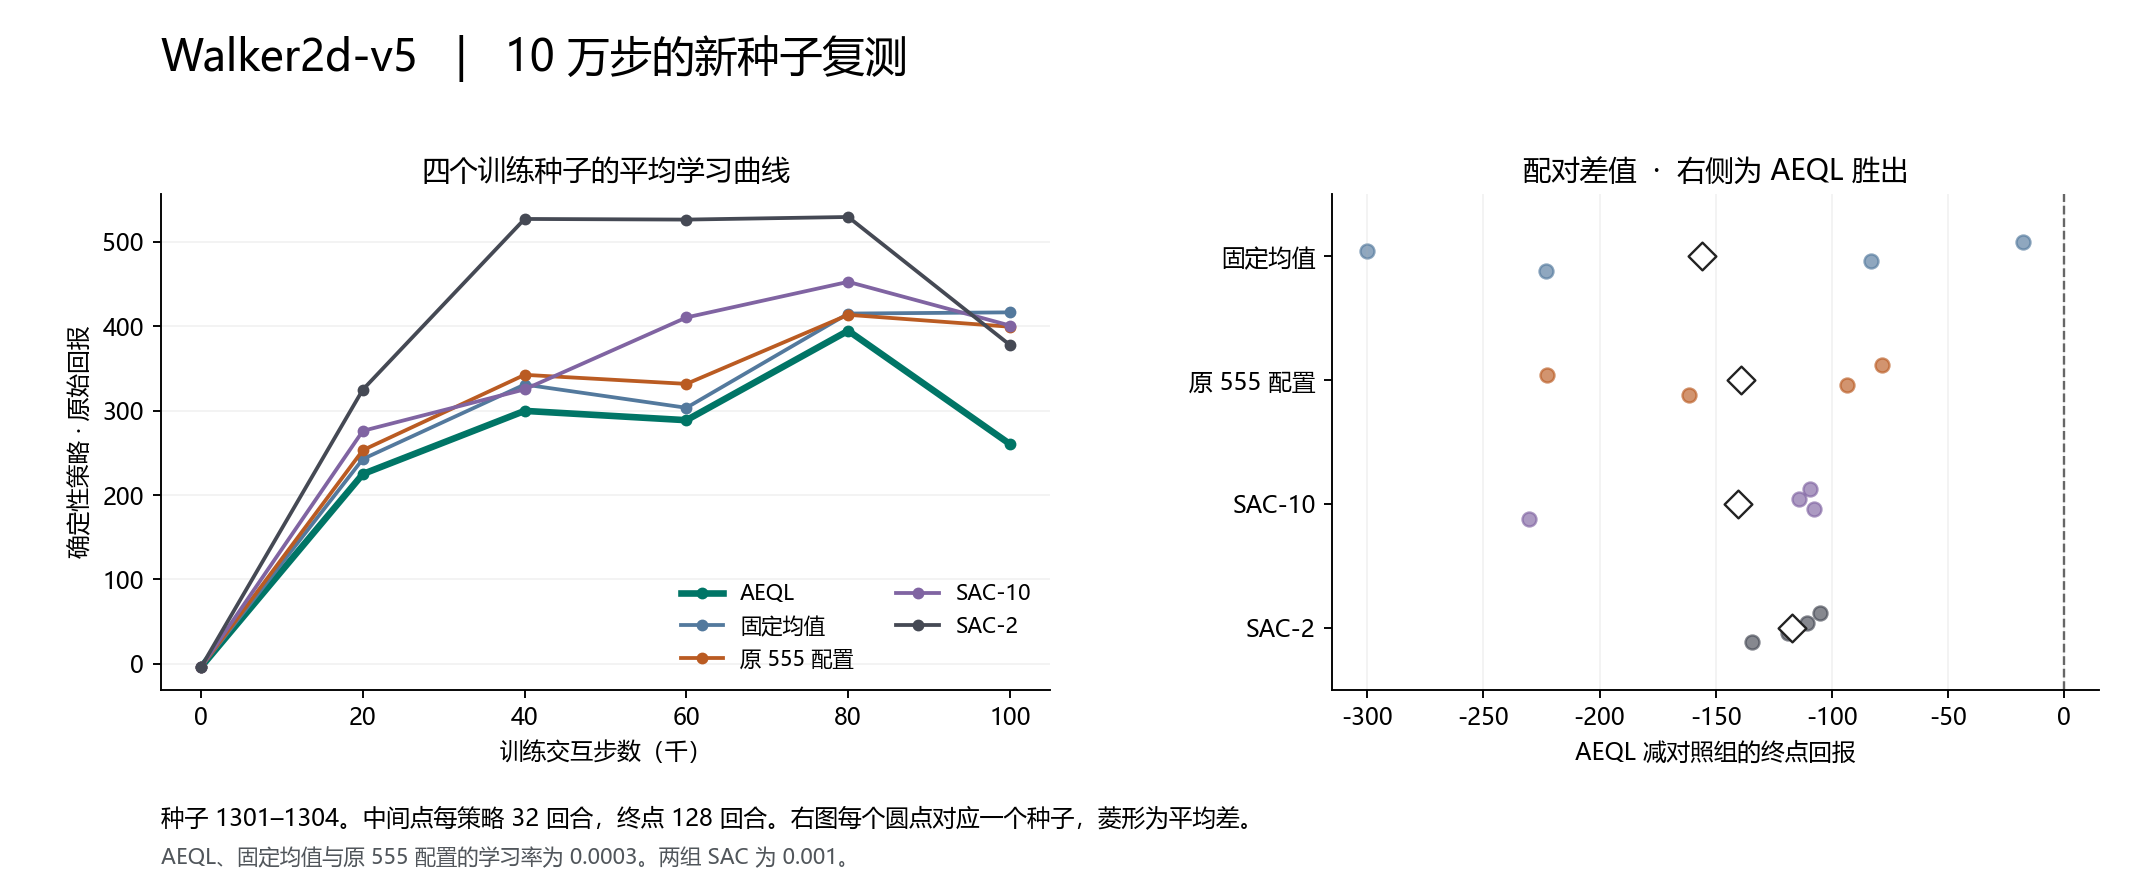 Walker2d-v5 | 10 万步的新种子复测
四个训练种子的平均学习曲线
确定性策略 · 原始回报
500
400
300
200
100
0
0 20 40 60 80 100
训练交互步数（千）
AEQL
固定均值
原 555 配置
SAC-10
SAC-2
配对差值 · 右侧为 AEQL 胜出
固定均值
原 555 配置
SAC-10
SAC-2
-300 -250 -200 -150 -100 -50 0
AEQL 减对照组的终点回报
种子 1301–1304。中间点每策略 32 回合，终点 128 回合。右图每个圆点对应一个种子，菱形为平均差。
AEQL、固定均值与原 555 配置的学习率为 0.0003。两组 SAC 为 0.001。